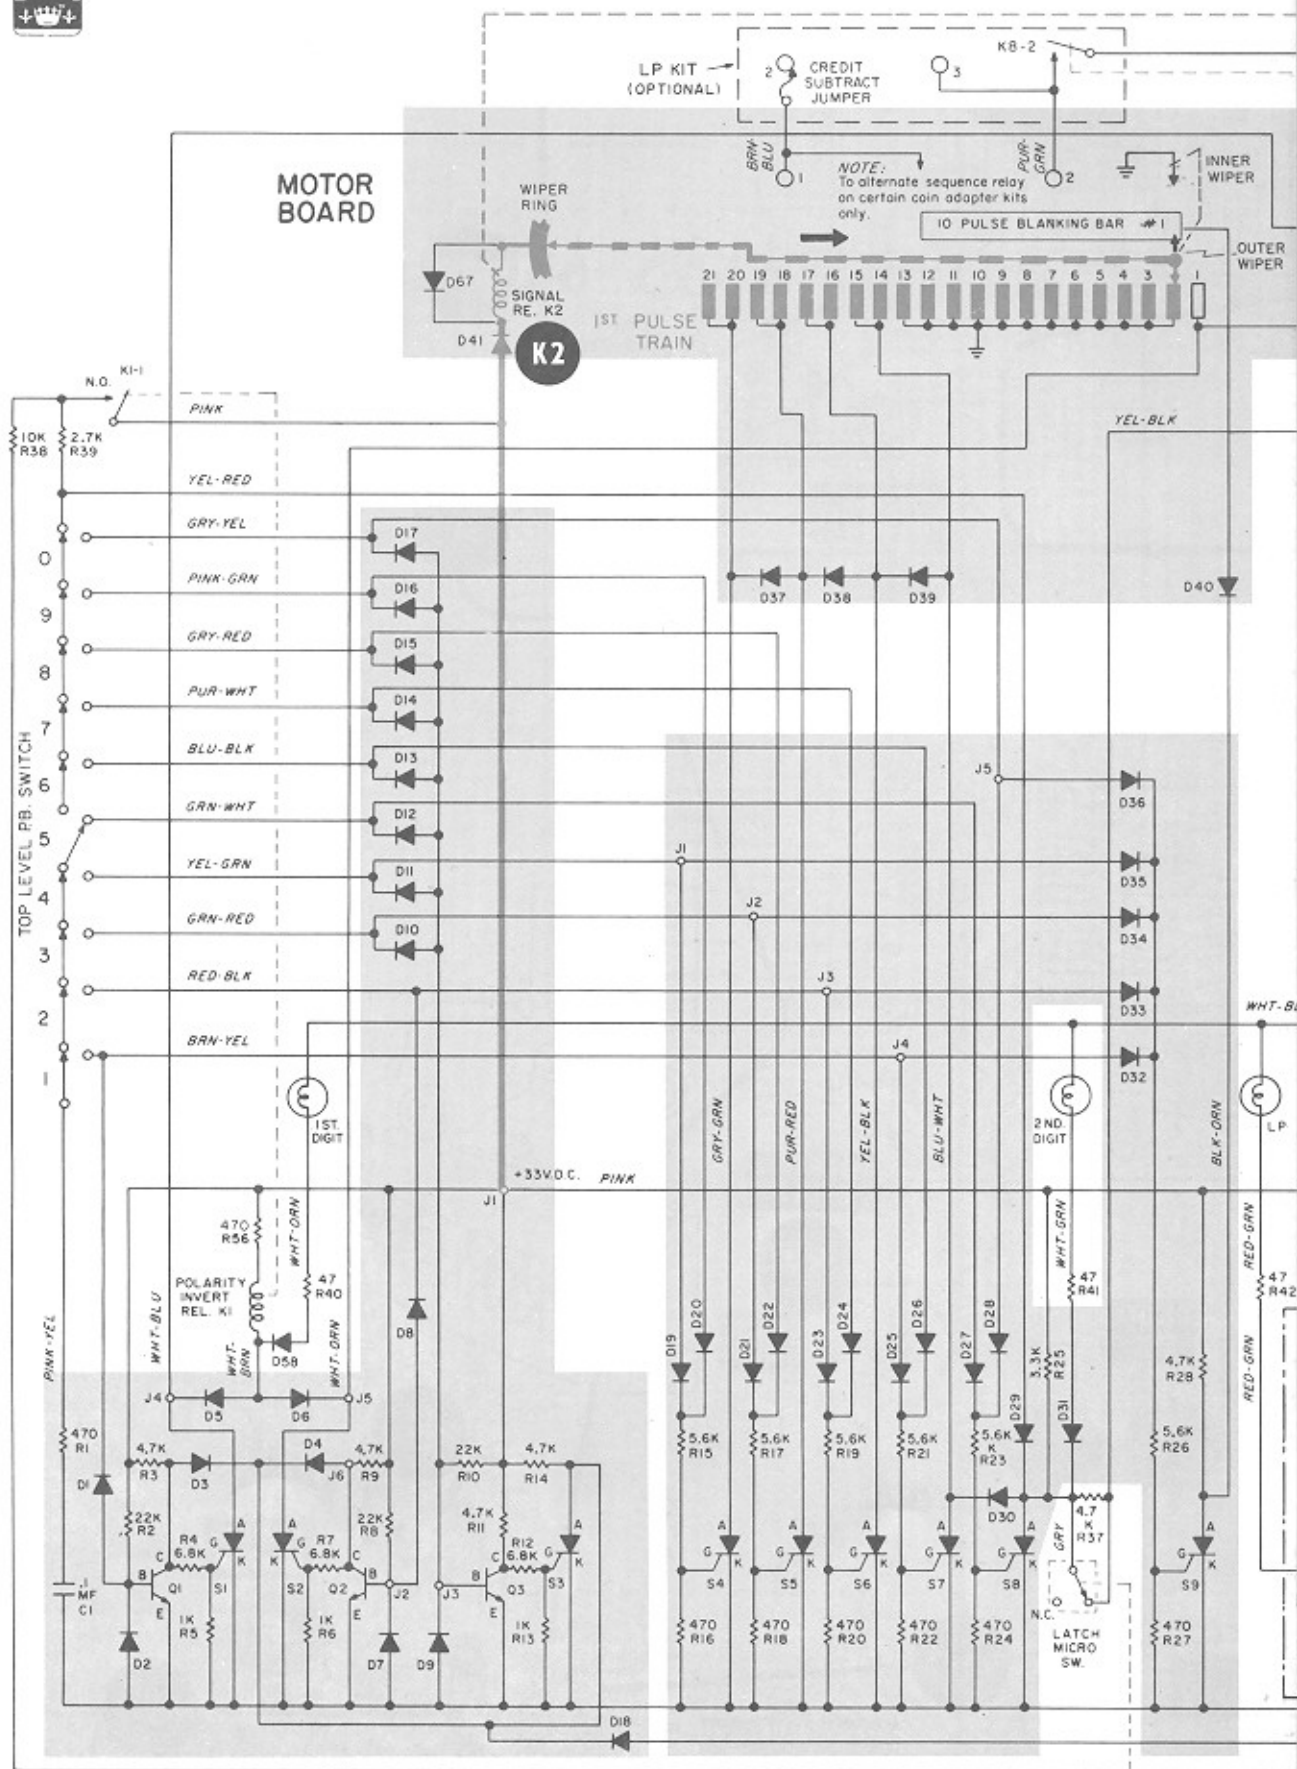 K8-2
LP KIT
(OPTIONAL)
2
CREDIT
SUBTRACT
JUMPER
3
BRN-
BLU
PUR-
GRN
1
2
NOTE:
To alternate sequence relay
on certain coin adapter kits
only.
INNER
WIPER
MOTOR
BOARD
WIPER
RING
10 PULSE BLANKING BAR #1
OUTER
WIPER
D67
SIGNAL
RE. K2
D41
K2
1ST. PULSE
TRAIN
21 20 19 18 17 16 15 14 13 12 11 10 9 8 7 6 5 4 3 1
N.O.
K1-1
PINK
10K
R38
2.7K
R39
YEL-BLK
YEL-RED
GRY-YEL
D17
0
PINK-GRN
D16
D37
D38
D39
D40
9
GRY-RED
D15
8
PUR-WHT
D14
7
BLU-BLK
D13
J5
D36
6
GRN-WHT
D12
5
TOP LEVEL P.B. SWITCH
YEL-GRN
D11
J1
D35
4
GRN-RED
D10
J2
D34
3
RED-BLK
J3
D33
2
WHT-BL
BRN-YEL
J4
D32
1
1ST.
DIGIT
2ND.
DIGIT
LP
GRY-GRN
PUR-RED
YEL-BLK
BLU-WHT
BLK-ORN
+33V.D.C.
PINK
J1
470
R56
WHT-ORN
WHT-GRN
RED-GRN
POLARITY
INVERT
REL. K1
47
R40
47
R41
47
R42
D8
PINK-YEL
WHT-BLU
WHT-
BRN
D58
WHT-ORN
D19
D20
D21
D22
D23
D24
D25
D26
D27
D28
3.3K
R25
4.7K
R28
RED-GRN
J4
D5
D6
J5
D29
D31
470
R1
4.7K
R3
D3
D4
J6
4.7K
R9
22K
R10
4.7K
R14
5.6K
R15
5.6K
R17
5.6K
R19
5.6K
R21
5.6K
K
R23
5.6K
R26
D1
22K
R2
R4
6.8K
A
G
K
A
G
K
R7
6.8K
22K
R8
4.7K
R11
R12
6.8K
A
G
K
D30
4.7
K
R37
GRY
.1
MF
C1
B
C
E
Q1
S1
S2
C
B
E
Q2
J2
J3
B
C
E
Q3
S3
A
G
K
S4
A
G
K
S5
A
G
K
S6
A
G
K
S7
A
G
K
S8
A
G
K
S9
D2
1K
R5
1K
R6
D7
D9
1K
R13
470
R16
470
R18
470
R20
470
R22
470
R24
N.C.
LATCH
MICRO
SW.
470
R27
D18